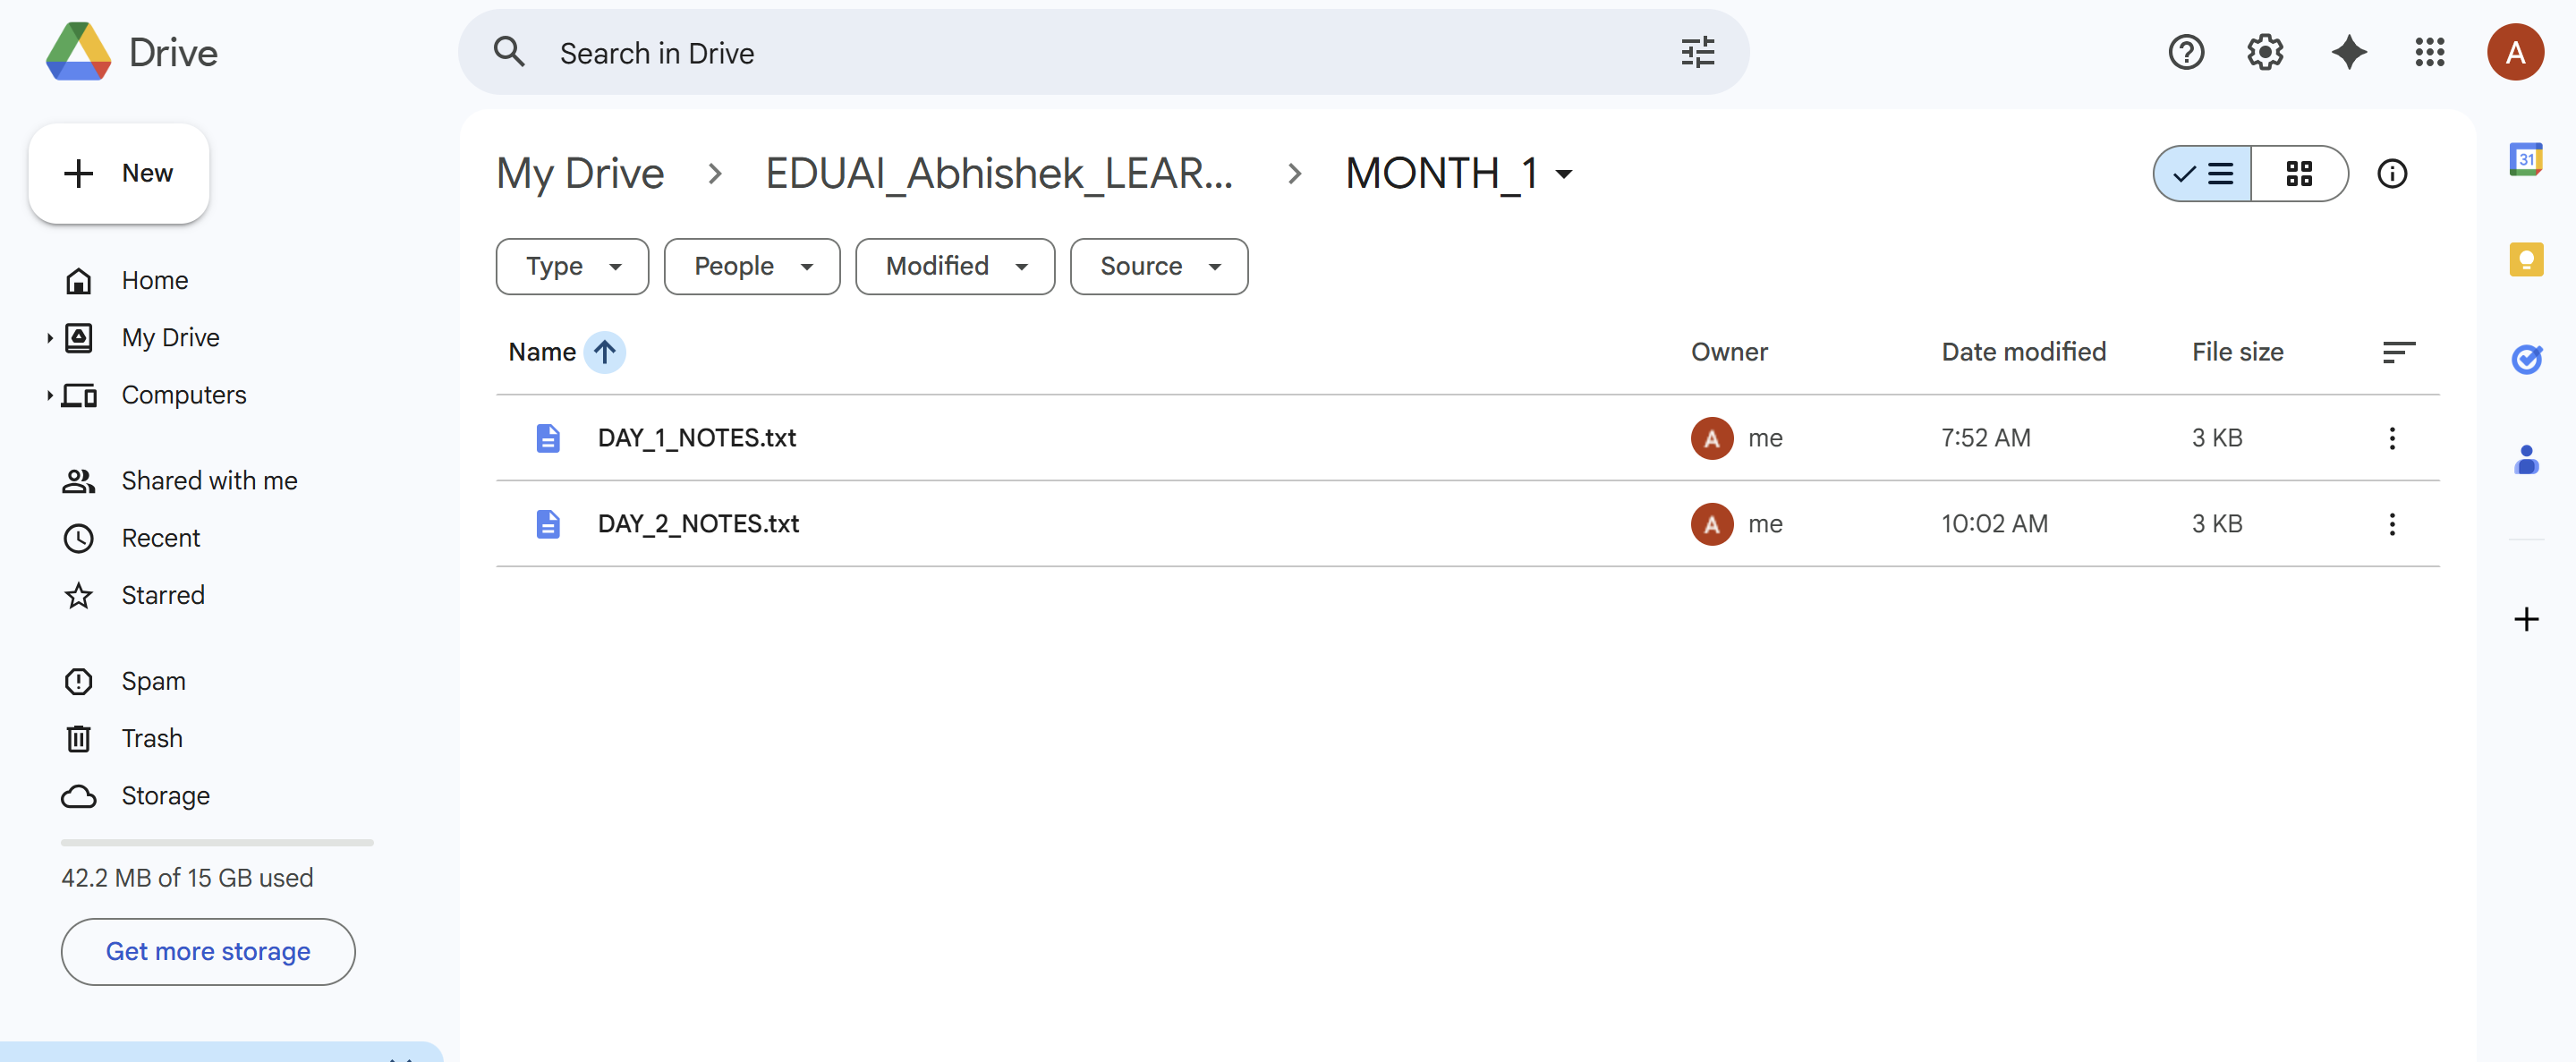 Drive
Search in Drive
A
New
My Drive > EDUAI_Abhishek_LEAR... > MONTH_1
31
Home
My Drive
Computers
Shared with me
Recent
Starred
Spam
Trash
Storage
42.2 MB of 15 GB used
Get more storage
Type People Modified Source
Name Owner Date modified File size
DAY_1_NOTES.txt A me 7:52 AM 3 KB
DAY_2_NOTES.txt A me 10:02 AM 3 KB